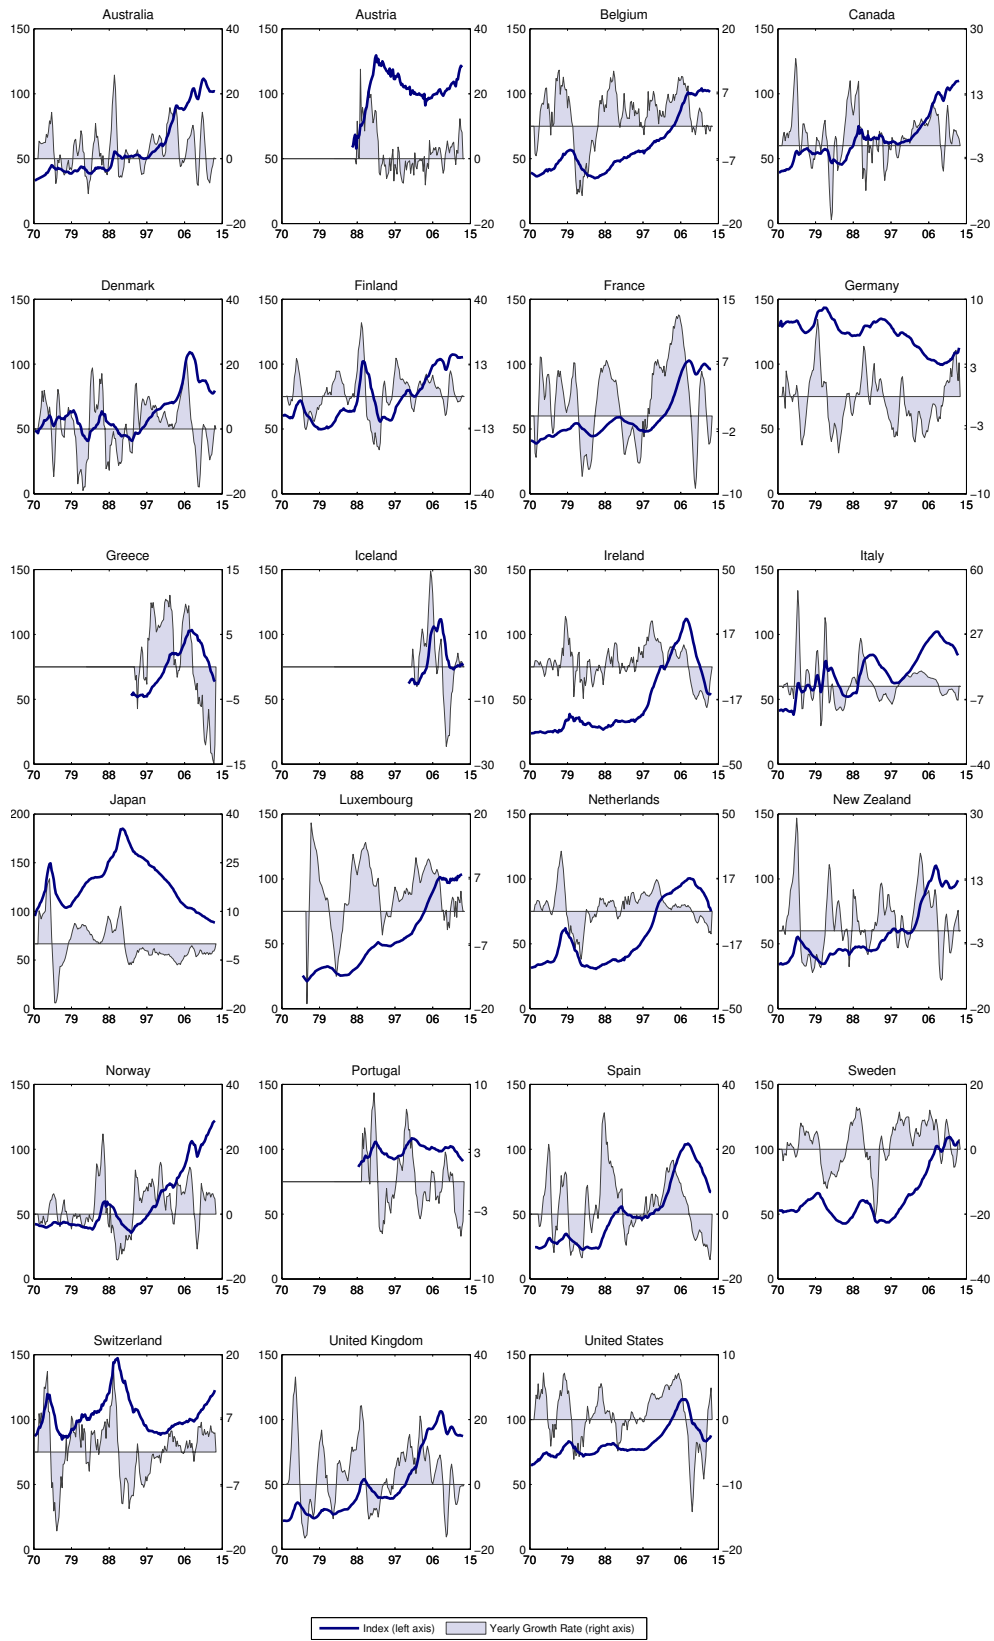 Australia Austria Belgium Canada
150 40 150 40 150 20 150 30
100 20 100 20 100 7 100 13
50 0 50 0 50 −7 50 −3
0 −20 0 −20 0 −20 0 −20
70 79 88 97 06 15 70 79 88 97 06 15 70 79 88 97 06 15 70 79 88 97 06 15
Denmark Finland France Germany
150 40 150 40 150 15 150 10
100 20 100 13 100 7 100 3
50 0 50 −13 50 −2 50 −3
0 −20 0 −40 0 −10 0 −10
70 79 88 97 06 15 70 79 88 97 06 15 70 79 88 97 06 15 70 79 88 97 06 15
Greece Iceland Ireland Italy
150 15 150 30 150 50 150 60
100 5 100 10 100 17 100 27
50 −5 50 −10 50 −17 50 −7
0 −15 0 −30 0 −50 0 −40
70 79 88 97 06 15 70 79 88 97 06 15 70 79 88 97 06 15 70 79 88 97 06 15
Japan Luxembourg Netherlands New Zealand
200 40 150 20 150 50 150 30
150 25 100 7 100 17 100 13
100 10
50 −5 50 −7 50 −17 50 −3
0 −20 0 −20 0 −50 0 −20
70 79 88 97 06 15 70 79 88 97 06 15 70 79 88 97 06 15 70 79 88 97 06 15
Norway Portugal Spain Sweden
150 40 150 10 150 40 150 20
100 20 100 3 100 20 100 0
50 0 50 −3 50 0 50 −20
0 −20 0 −10 0 −20 0 −40
70 79 88 97 06 15 70 79 88 97 06 15 70 79 88 97 06 15 70 79 88 97 06 15
Switzerland United Kingdom United States
150 20 150 40 150 10
100 7 100 20 100 0
50 −7 50 0 50 −10
0 −20 0 −20 0 −20
70 79 88 97 06 15 70 79 88 97 06 15 70 79 88 97 06 15
Index (left axis) Yearly Growth Rate (right axis)